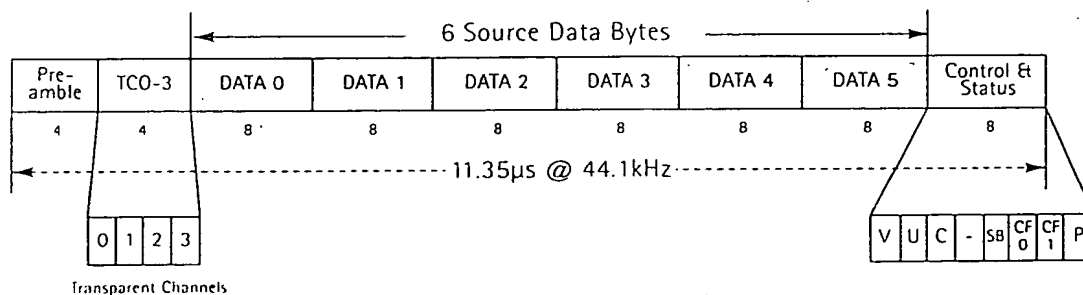 6 Source Data Bytes
Pre-
amble
TCO-3
DATA 0
DATA 1
DATA 2
DATA 3
DATA 4
DATA 5
Control &
Status
4
4
8
8
8
8
8
8
8
11.35µs @ 44.1kHz
0
1
2
3
V
U
C
-
SB
CF
0
CF
1
P
Transparent Channels